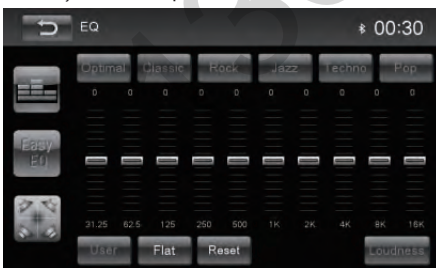 EQ 00:30
Optimal Classic Rock Jazz Techno Pop
0 0 0 0 0 0 0 0 0 0
Easy
EQ
31.25 62.5 125 250 500 1K 2K 4K 8K 16K
User Flat Reset Loudness